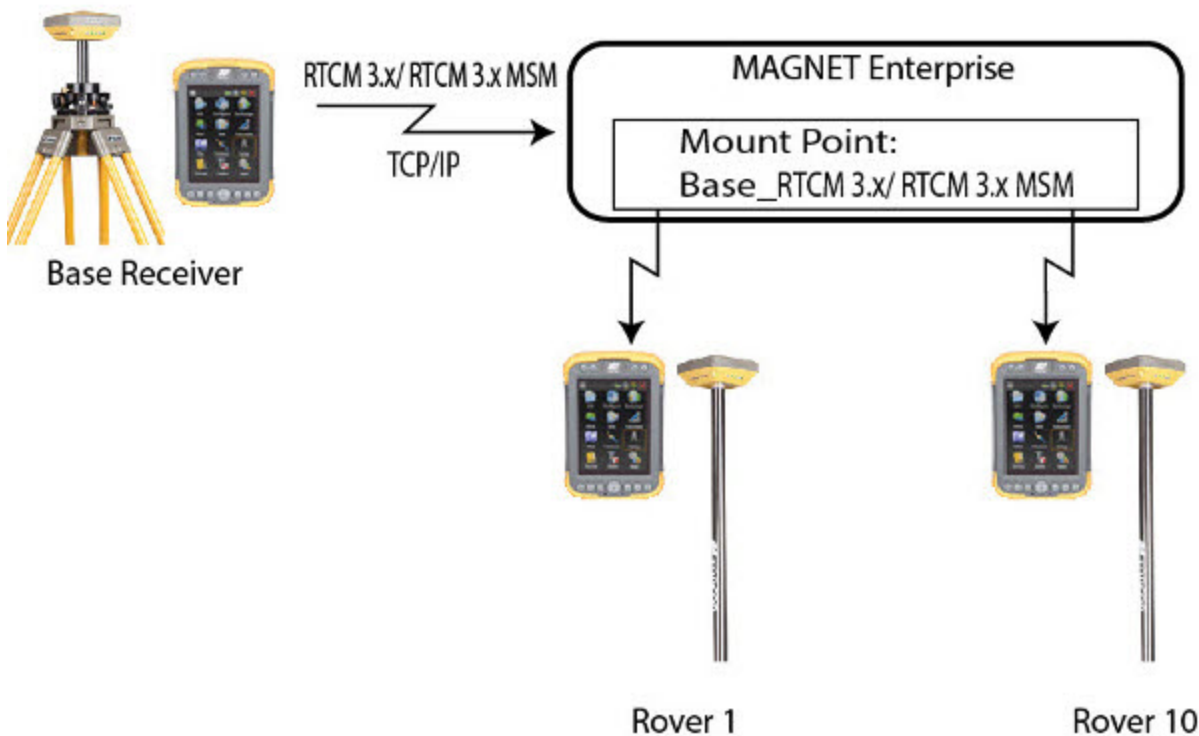 RTCM 3.x/ RTCM 3.x MSM
TCP/IP
MAGNET Enterprise
Mount Point:
Base_RTCM 3.x/ RTCM 3.x MSM
Base Receiver
Rover 1
Rover 10